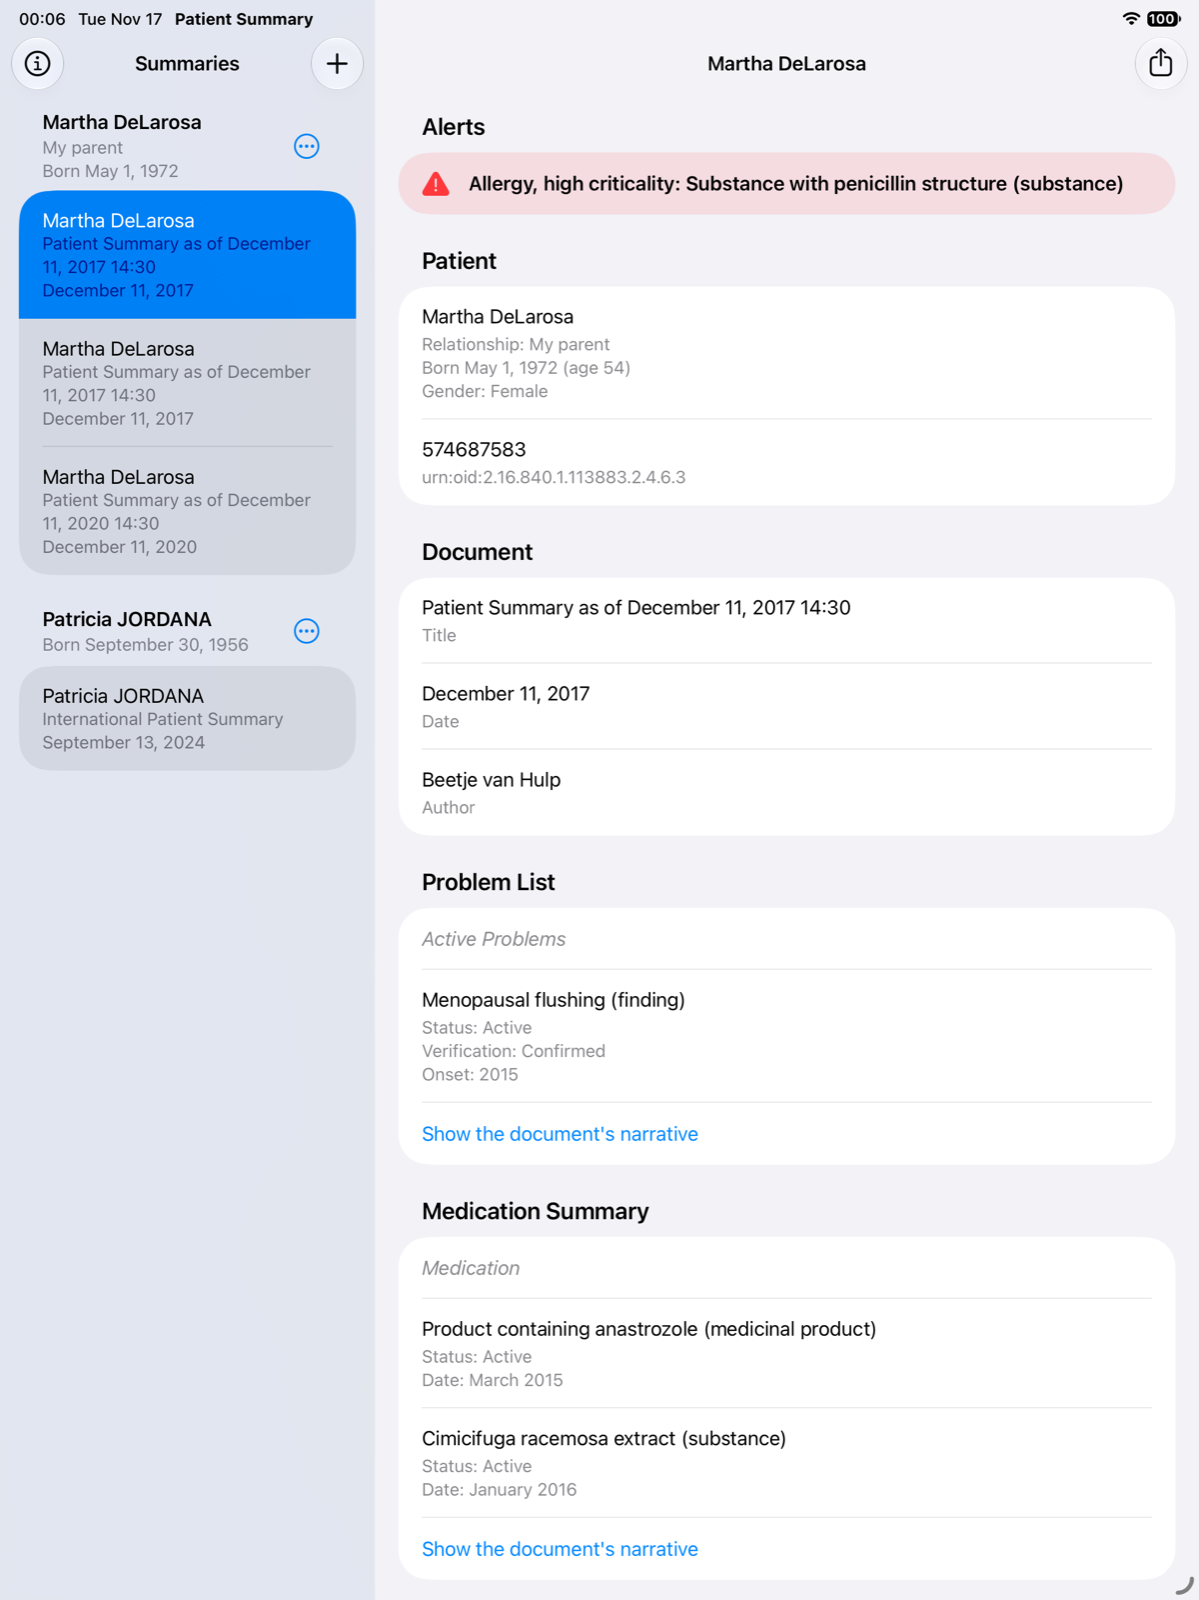 00:06 Tue Nov 17 Patient Summary
100
Summaries
Martha DeLarosa
My parent
Born May 1, 1972
Martha DeLarosa
Patient Summary as of December
11, 2017 14:30
December 11, 2017
Martha DeLarosa
Patient Summary as of December
11, 2017 14:30
December 11, 2017
Martha DeLarosa
Patient Summary as of December
11, 2020 14:30
December 11, 2020
Patricia JORDANA
Born September 30, 1956
Patricia JORDANA
International Patient Summary
September 13, 2024
Martha DeLarosa
Alerts
Allergy, high criticality: Substance with penicillin structure (substance)
Patient
Martha DeLarosa
Relationship: My parent
Born May 1, 1972 (age 54)
Gender: Female
574687583
urn:oid:2.16.840.1.113883.2.4.6.3
Document
Patient Summary as of December 11, 2017 14:30
Title
December 11, 2017
Date
Beetje van Hulp
Author
Problem List
Active Problems
Menopausal flushing (finding)
Status: Active
Verification: Confirmed
Onset: 2015
Show the document's narrative
Medication Summary
Medication
Product containing anastrozole (medicinal product)
Status: Active
Date: March 2015
Cimicifuga racemosa extract (substance)
Status: Active
Date: January 2016
Show the document's narrative